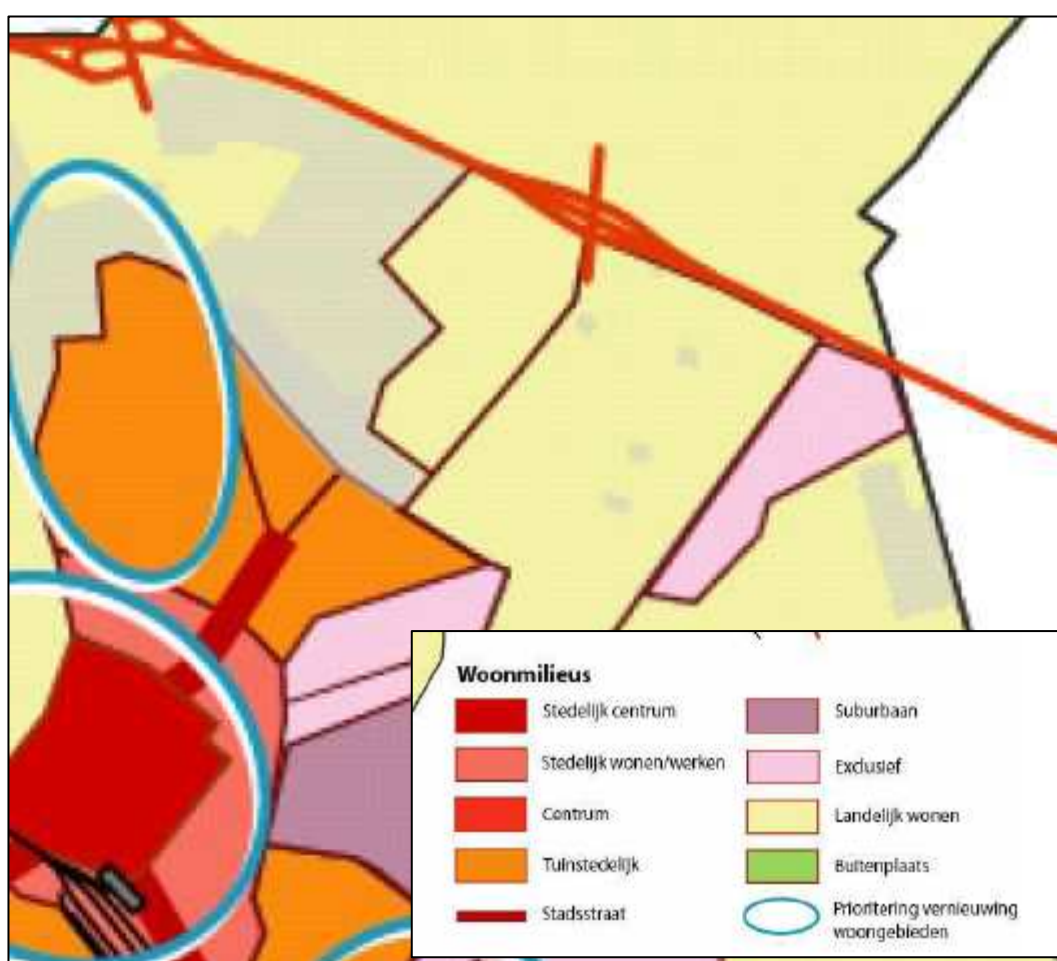 Woonmilieus
Stedelijk centrum
Stedelijk wonen/werken
Centrum
Tuinstedelijk
Stadsstraat
Suburbaan
Exclusief
Landelijk wonen
Buitenplaats
Prioritering vernieuwing
woongebieden